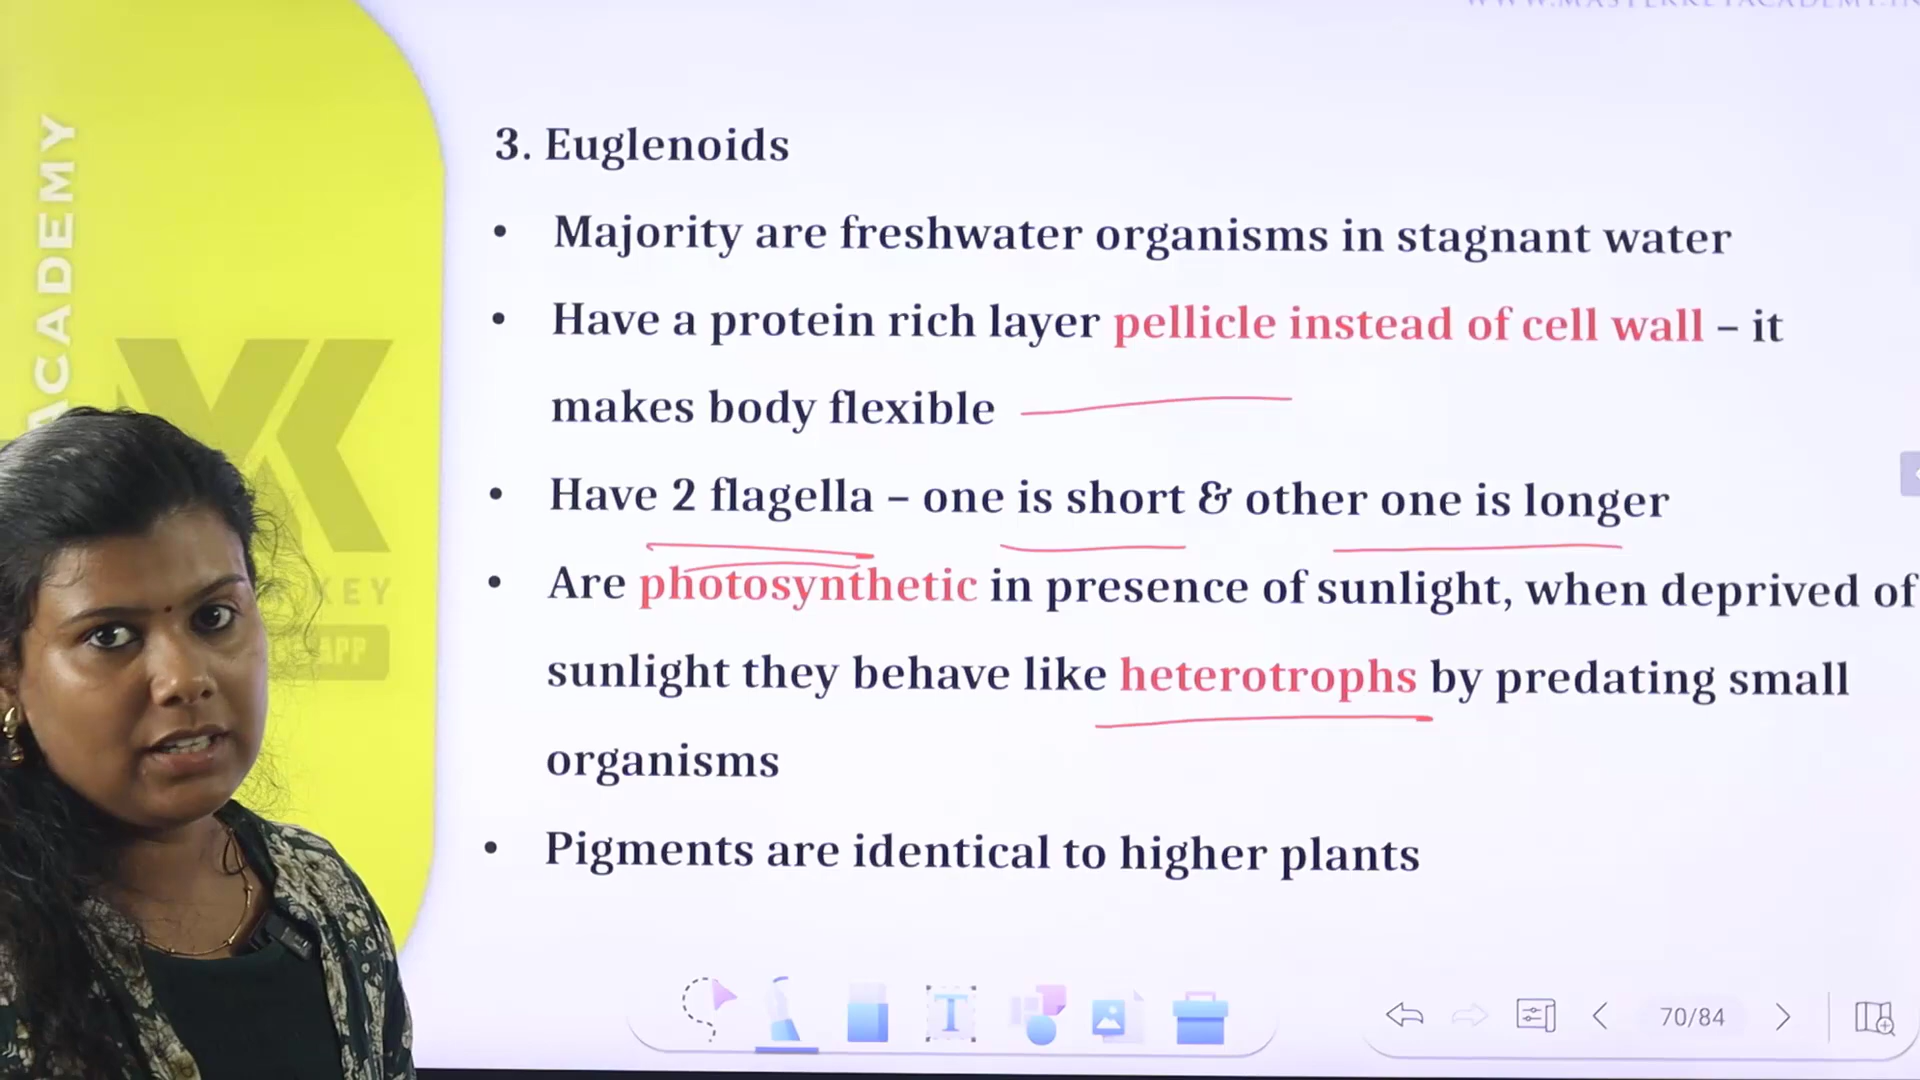 WWW.MASTERKEYACADEMY.IN
3. Euglenoids
• Majority are freshwater organisms in stagnant water
• Have a protein rich layer pellicle instead of cell wall – it
makes body flexible
• Have 2 flagella – one is short & other one is longer
• Are photosynthetic in presence of sunlight, when deprived of
sunlight they behave like heterotrophs by predating small
organisms
• Pigments are identical to higher plants
ACADEMY
KEY
APP
T
70/84